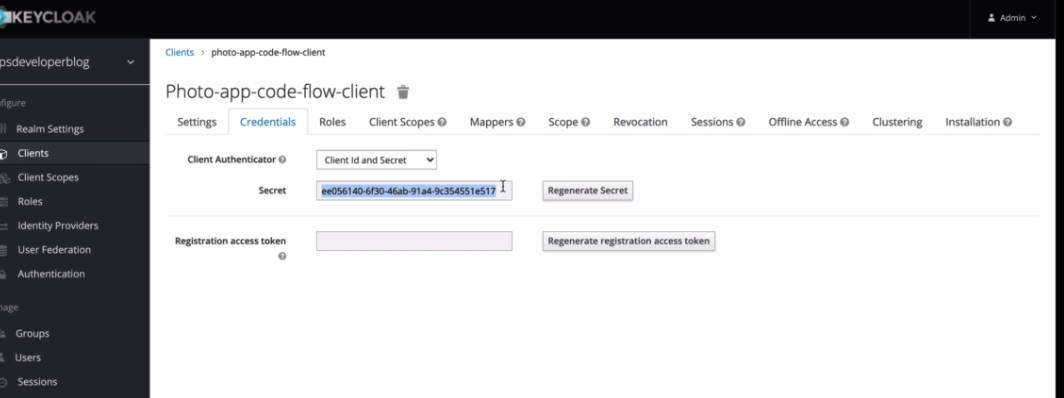 KEYCLOAK
Admin
psdeveloperblog
Clients > photo-app-code-flow-client
Photo-app-code-flow-client
Settings Credentials Roles Client Scopes Mappers Scope Revocation Sessions Offline Access Clustering Installation
Client Authenticator Client Id and Secret
Secret ee056140-6f30-46ab-91a4-9c354551e517 Regenerate Secret
Registration access token Regenerate registration access token
figure
Realm Settings
Clients
Client Scopes
Roles
Identity Providers
User Federation
Authentication
nage
Groups
Users
Sessions